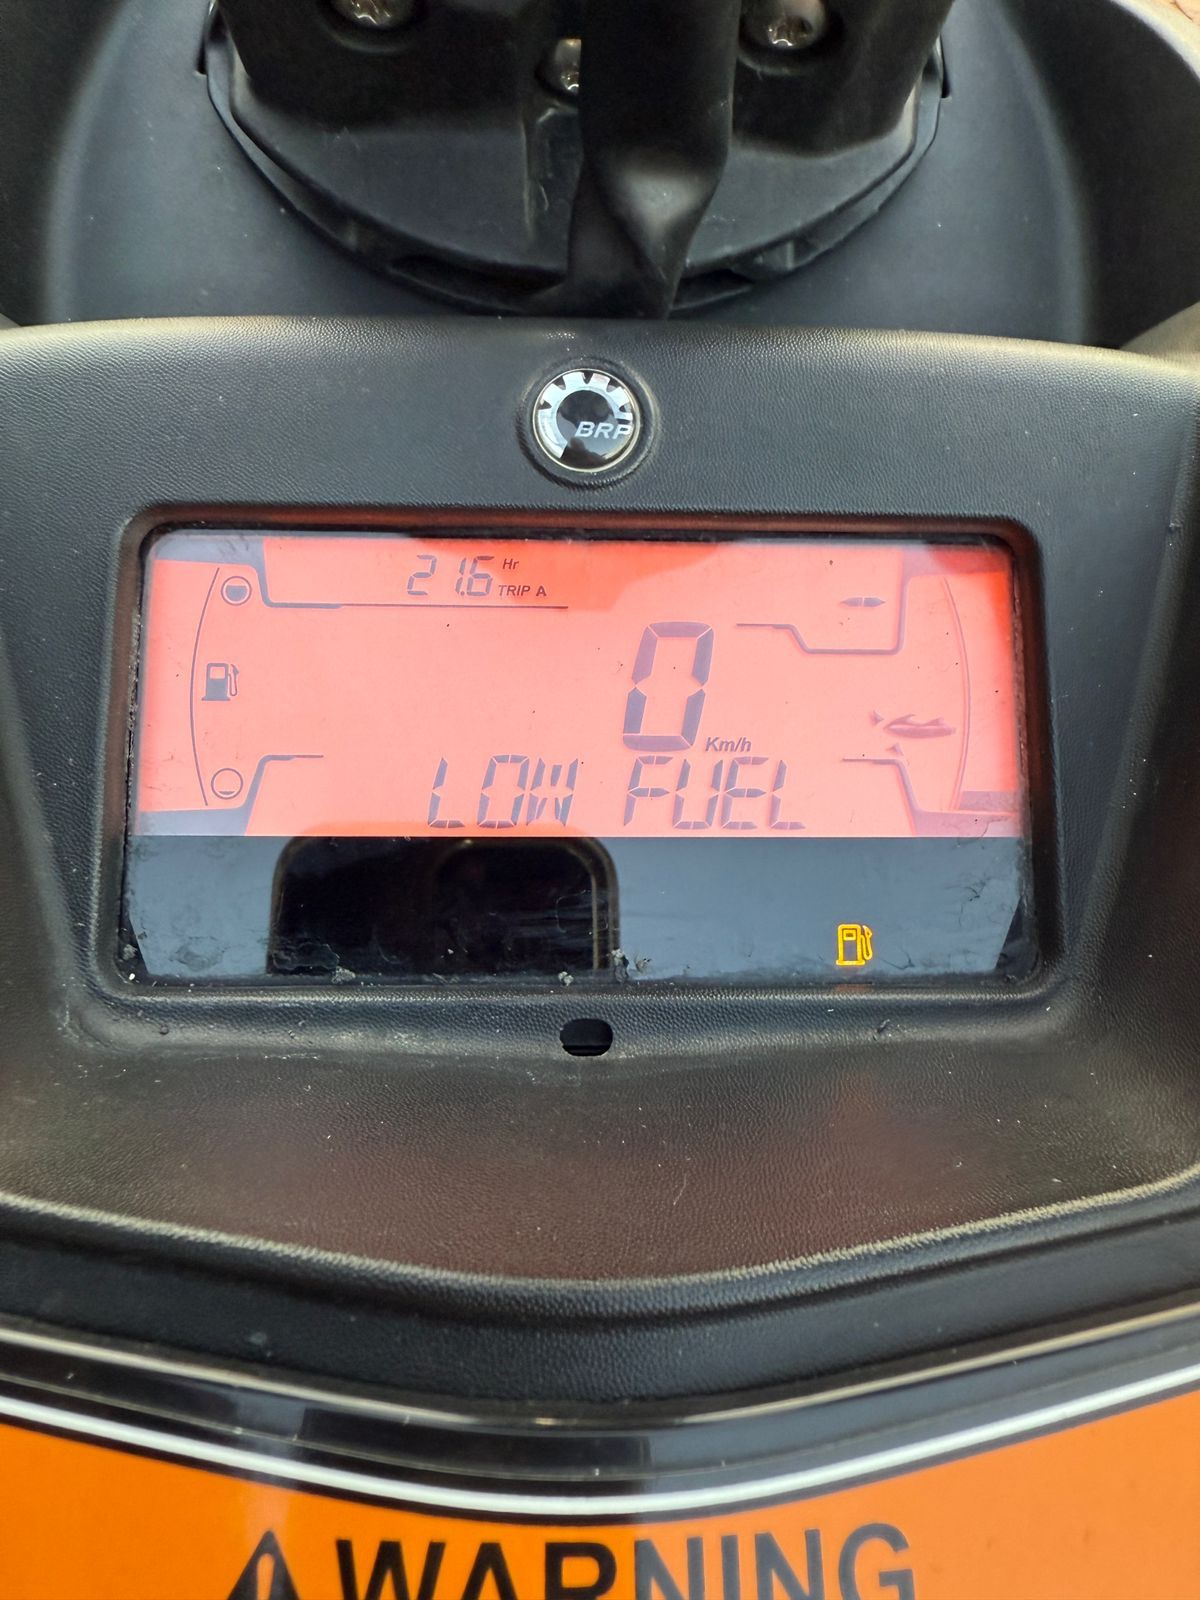 BRP
21.6 Hr
TRIP A
0 Km/h
LOW FUEL
WARNING